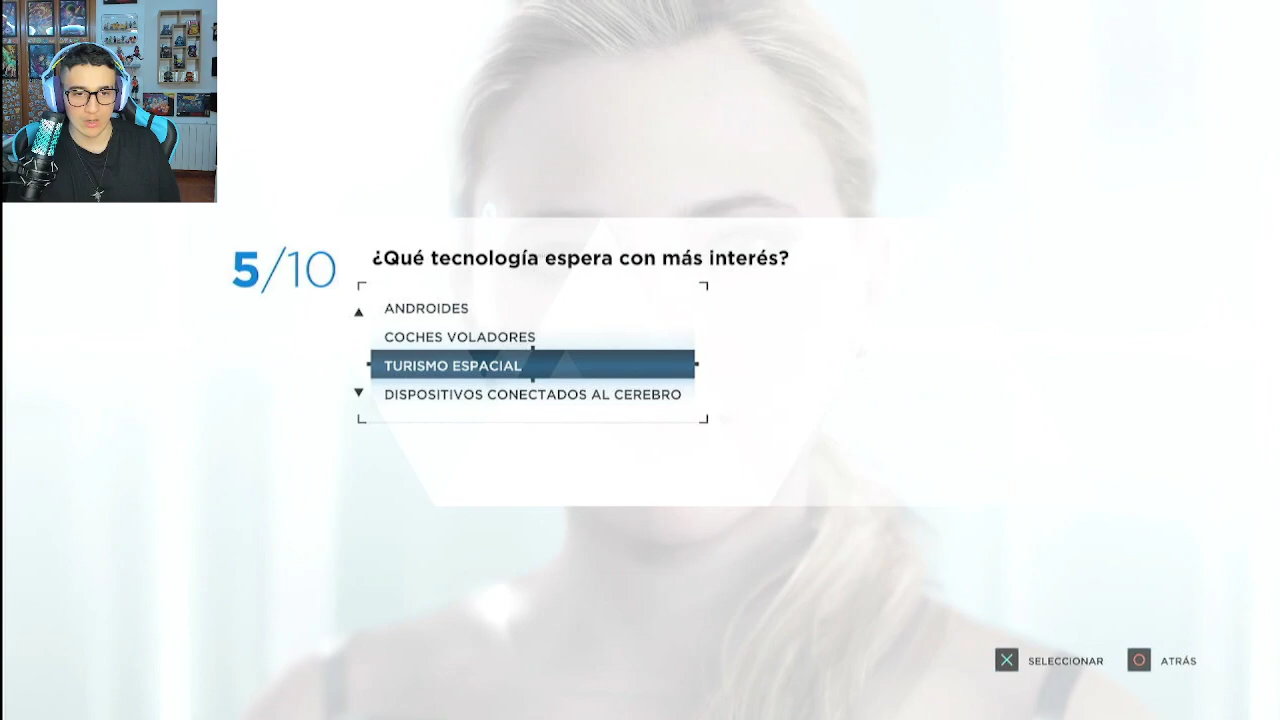 5/10
¿Qué tecnología espera con más interés?
ANDROIDES
COCHES VOLADORES
TURISMO ESPACIAL
DISPOSITIVOS CONECTADOS AL CEREBRO
SELECCIONAR
ATRÁS